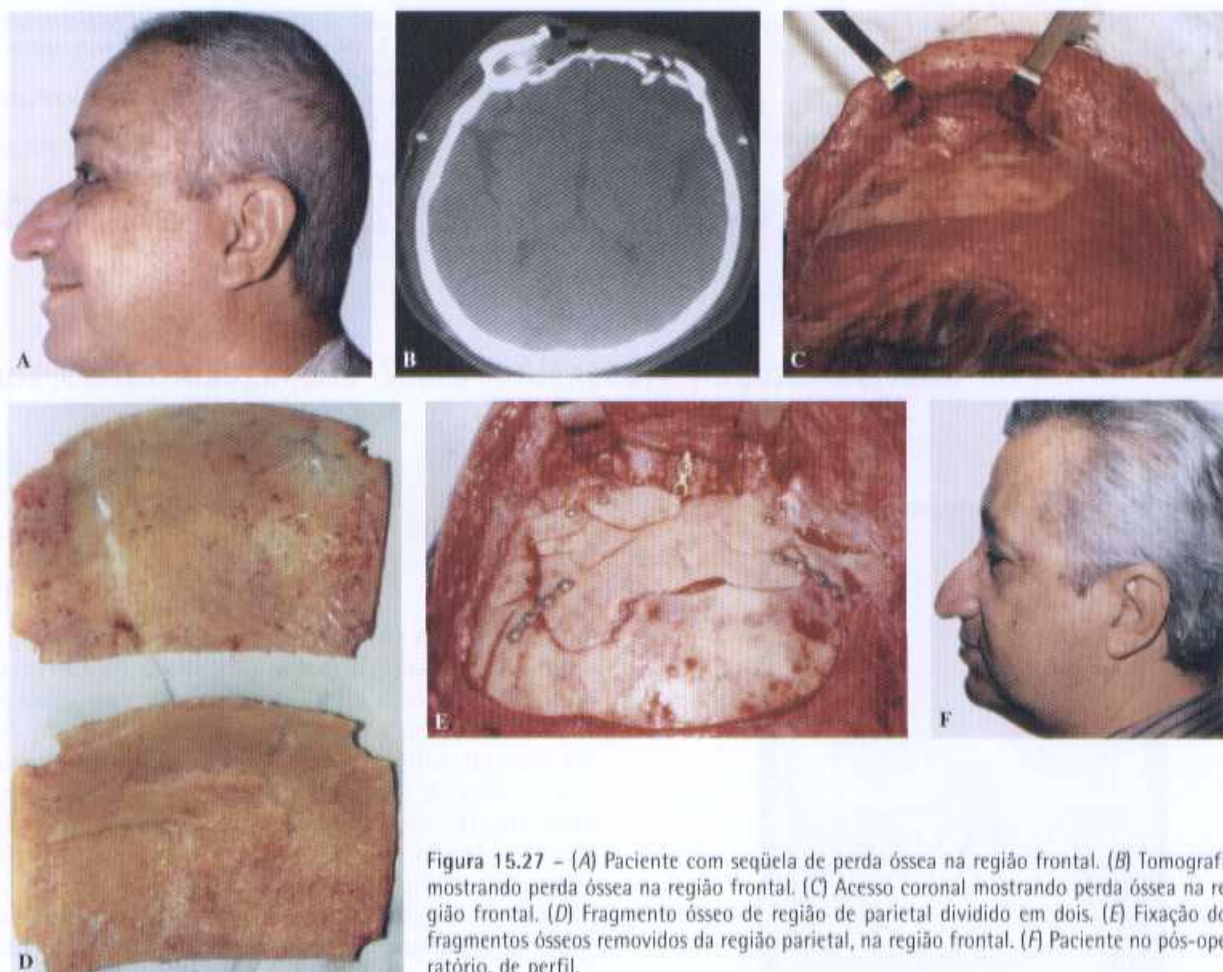 A
B
C
D
E
F
Figura 15.27 – (A) Paciente com seqüela de perda óssea na região frontal. (B) Tomografi
mostrando perda óssea na região frontal. (C) Acesso coronal mostrando perda óssea na re
gião frontal. (D) Fragmento ósseo de região de parietal dividido em dois. (E) Fixação do
fragmentos ósseos removidos da região parietal, na região frontal. (F) Paciente no pós-ope
ratório, de perfil.